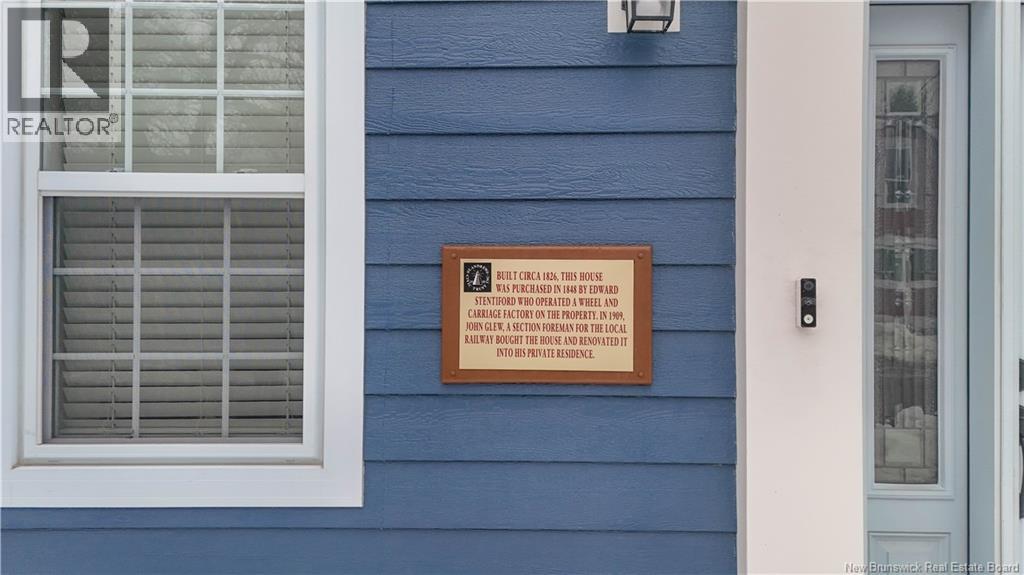 REALTOR®
BUILT CIRCA 1826, THIS HOUSE
WAS PURCHASED IN 1848 BY EDWARD
STENTIFORD WHO OPERATED A WHEEL AND
CARRIAGE FACTORY ON THE PROPERTY. IN 1909,
JOHN GLEW, A SECTION FOREMAN FOR THE LOCAL
RAILWAY BOUGHT THE HOUSE AND RENOVATED IT
INTO HIS PRIVATE RESIDENCE.
New Brunswick Real Estate Board